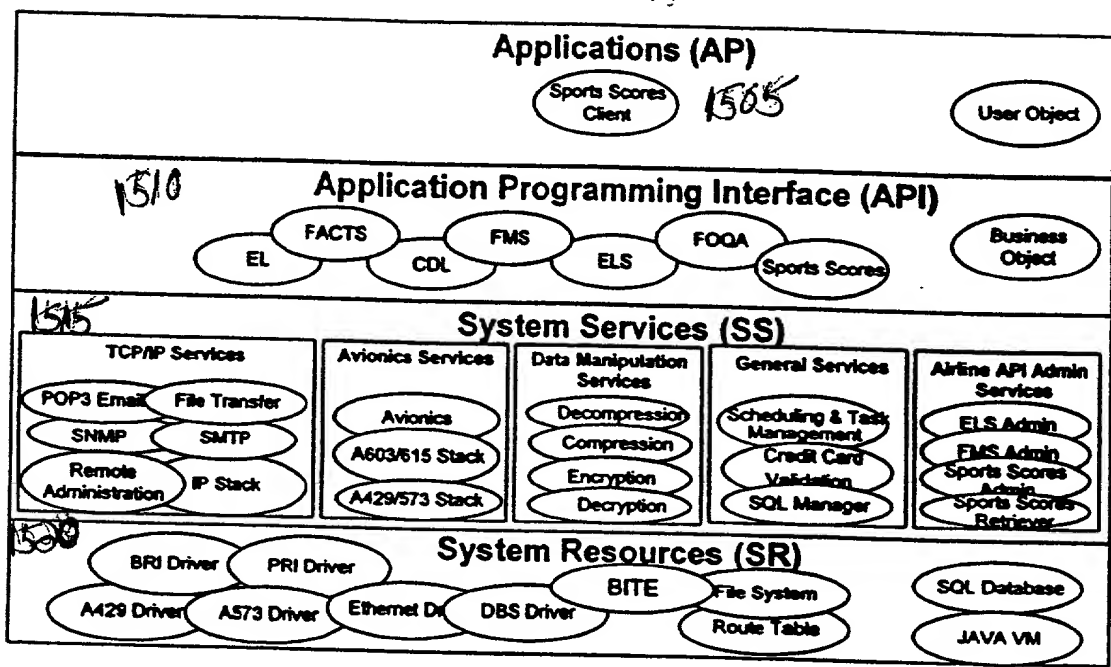 Applications (AP)
Sports Scores
Client
1505
User Object
1510
Application Programming Interface (API)
EL
FACTS
CDL
FMS
ELS
FOQA
Sports Scores
Business
Object
1515
System Services (SS)
TCP/IP Services
POP3 Email
File Transfer
SNMP
SMTP
Remote
Administration
IP Stack
Avionics Services
Avionics
A603/615 Stack
A429/573 Stack
Data Manipulation
Services
Decompression
Compression
Encryption
Decryption
General Services
Scheduling & Task
Management
Credit Card
Validation
SQL Manager
Airline API Admin
Services
ELS Admin
FMS Admin
Sports Scores
Admin
Sports Scores
Retriever
1520
System Resources (SR)
BRI Driver
PRI Driver
A429 Driver
A573 Driver
Ethernet Dr
DBS Driver
BITE
File System
Route Table
SQL Database
JAVA VM